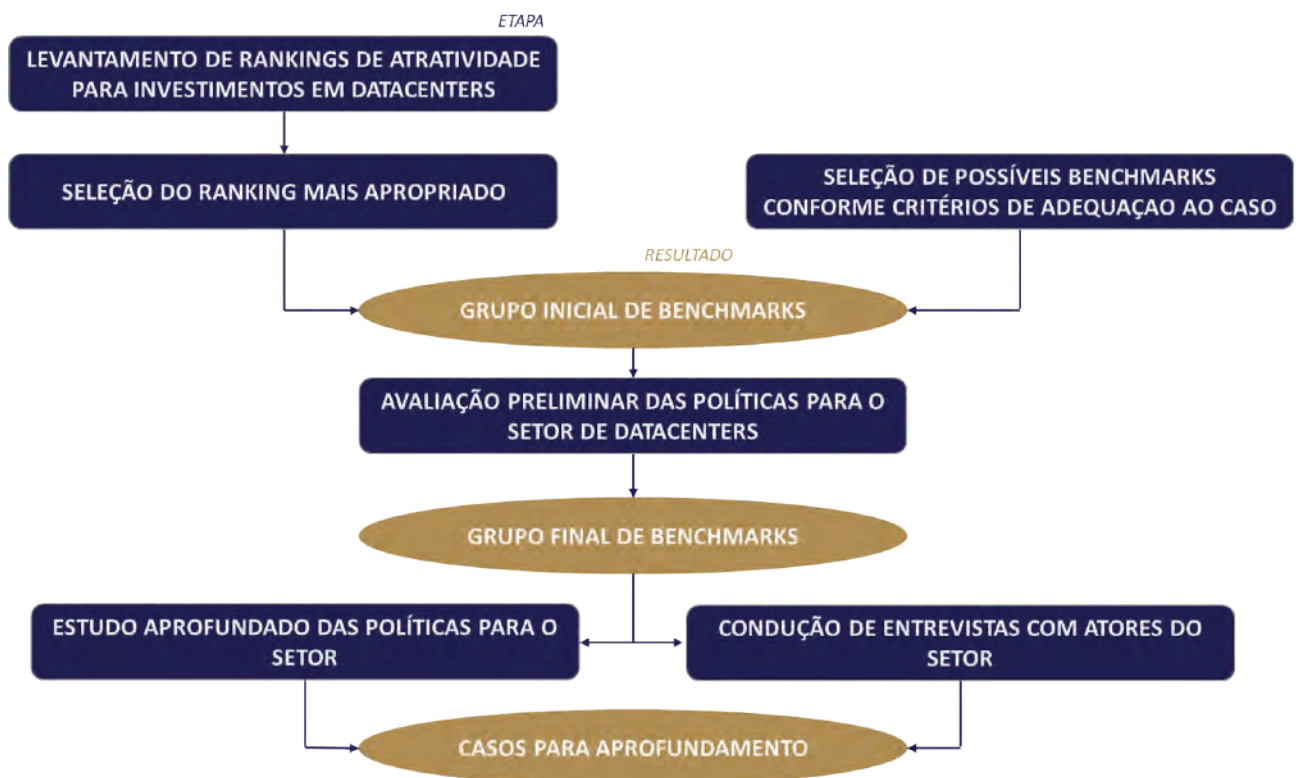 ETAPA
LEVANTAMENTO DE RANKINGS DE ATRATIVIDADE
PARA INVESTIMENTOS EM DATACENTERS
SELEÇÃO DO RANKING MAIS APROPRIADO
SELEÇÃO DE POSSÍVEIS BENCHMARKS
CONFORME CRITÉRIOS DE ADEQUAÇAO AO CASO
RESULTADO
GRUPO INICIAL DE BENCHMARKS
AVALIAÇÃO PRELIMINAR DAS POLÍTICAS PARA O
SETOR DE DATACENTERS
GRUPO FINAL DE BENCHMARKS
ESTUDO APROFUNDADO DAS POLÍTICAS PARA O
SETOR
CONDUÇÃO DE ENTREVISTAS COM ATORES DO
SETOR
CASOS PARA APROFUNDAMENTO